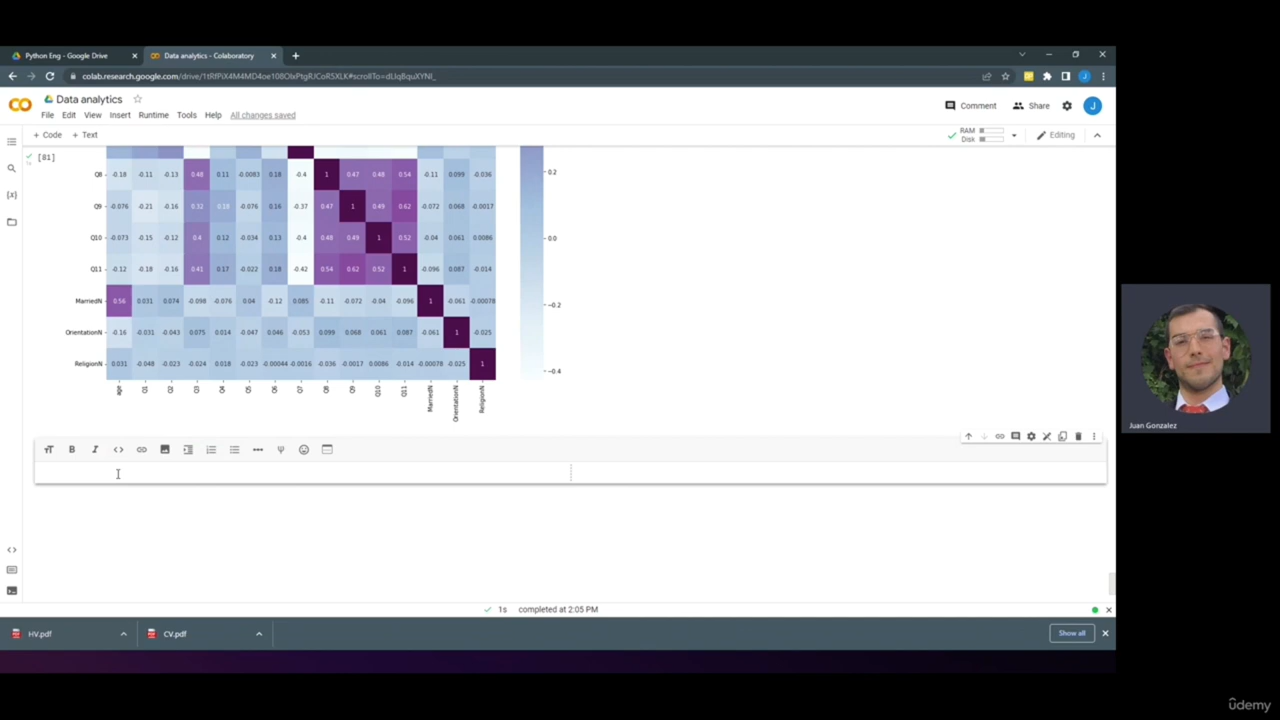 Python Eng - Google Drive
Data analytics - Colaboratory
Data analytics
File Edit View Insert Runtime Tools Help All changes saved
Comment Share J
+ Code + Text
RAM
Disk
Editing
[81]
Q8 -0.18 -0.11 -0.13 0.48 0.11 -0.0083 0.18 -0.4 1 0.47 0.48 0.54 -0.11 0.099 -0.036
Q9 -0.076 -0.21 -0.16 0.32 -0.076 0.16 -0.37 0.47 1 0.49 0.62 -0.072 0.068 -0.0017
Q10 -0.073 -0.15 -0.12 0.4 0.12 -0.034 0.13 -0.4 0.48 0.49 1 0.52 -0.04 0.061 0.0086
Q11 -0.12 -0.18 -0.16 0.41 0.17 -0.022 0.18 -0.42 0.54 0.62 0.52 1 -0.096 0.087 -0.014
MarriedN 0.56 0.031 0.074 -0.098 -0.076 0.04 -0.12 0.085 -0.11 -0.072 -0.04 -0.096 1 -0.061 -0.00078
OrientationN -0.16 -0.031 -0.043 0.075 0.014 -0.047 0.046 -0.053 0.099 0.068 0.061 0.087 -0.061 1 -0.025
ReligionN 0.031 -0.048 -0.023 -0.024 0.018 -0.023 -0.00044 -0.0016 -0.036 -0.0017 0.0086 -0.014 -0.00078 -0.025 1
age Q1 Q2 Q3 Q4 Q5 Q6 Q7 Q8 Q9 Q10 Q11 MarriedN OrientationN ReligionN
0.2
0.0
-0.2
-0.4
Juan Gonzalez
1s completed at 2:05 PM
HV.pdf
CV.pdf
Show all
ûdemy